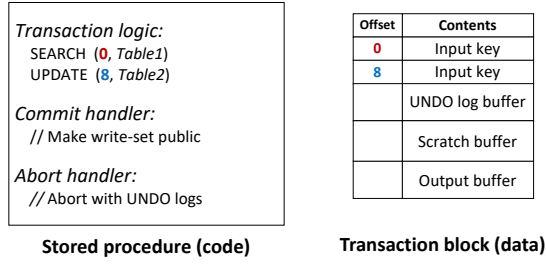 Transaction logic:
SEARCH (0, Table1)
UPDATE (8, Table2)
Commit handler:
// Make write-set public
Abort handler:
// Abort with UNDO logs
Stored procedure (code)
Offset Contents
0 Input key
8 Input key
UNDO log buffer
Scratch buffer
Output buffer
Transaction block (data)